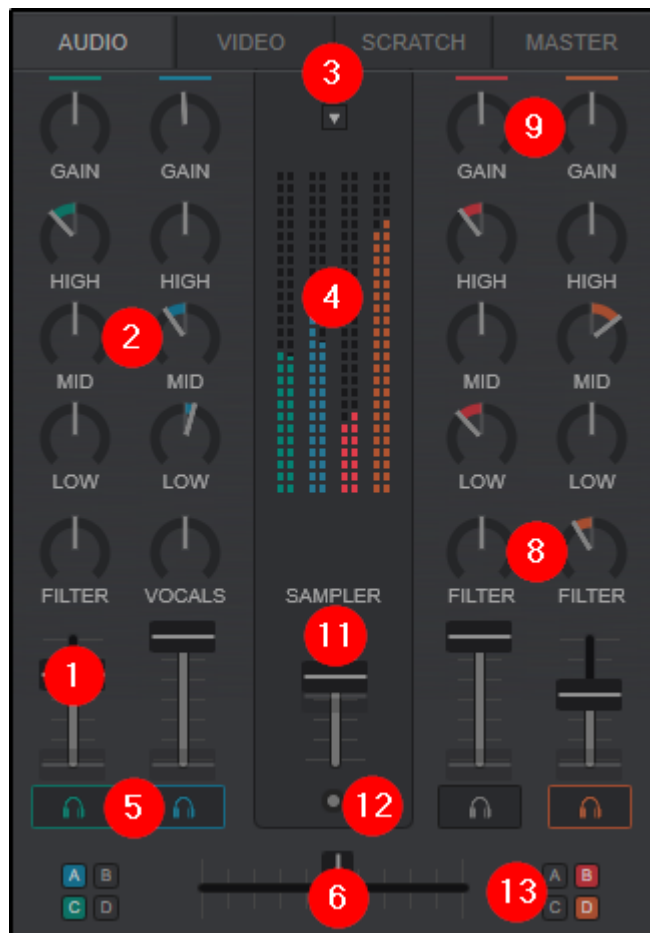 AUDIO VIDEO SCRATCH MASTER
3
9
GAIN GAIN GAIN GAIN
HIGH HIGH HIGH HIGH
4
2
MID MID MID MID
LOW LOW LOW LOW
8
FILTER VOCALS SAMPLER FILTER FILTER
11
1
5
12
A B A B
6 13
C D C D